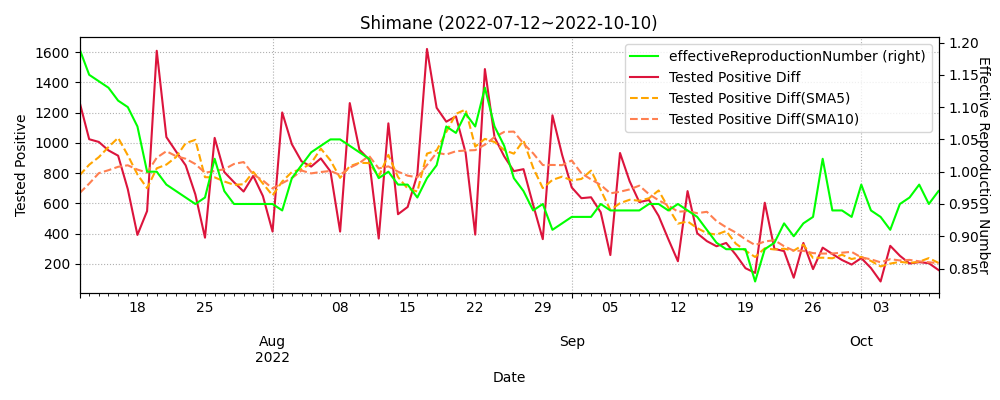 Shimane (2022-07-12~2022-10-10)
effectiveReproductionNumber (right)
Tested Positive Diff
Tested Positive Diff(SMA5)
Tested Positive Diff(SMA10)
Tested Positive
1600
1400
1200
1000
800
600
400
200
1.20
1.15
1.10
1.05
1.00
0.95
0.90
0.85
Effective Reproduction Number
18 25 08 15 22 29 05 12 19 26 03
Aug Sep Oct
2022
Date